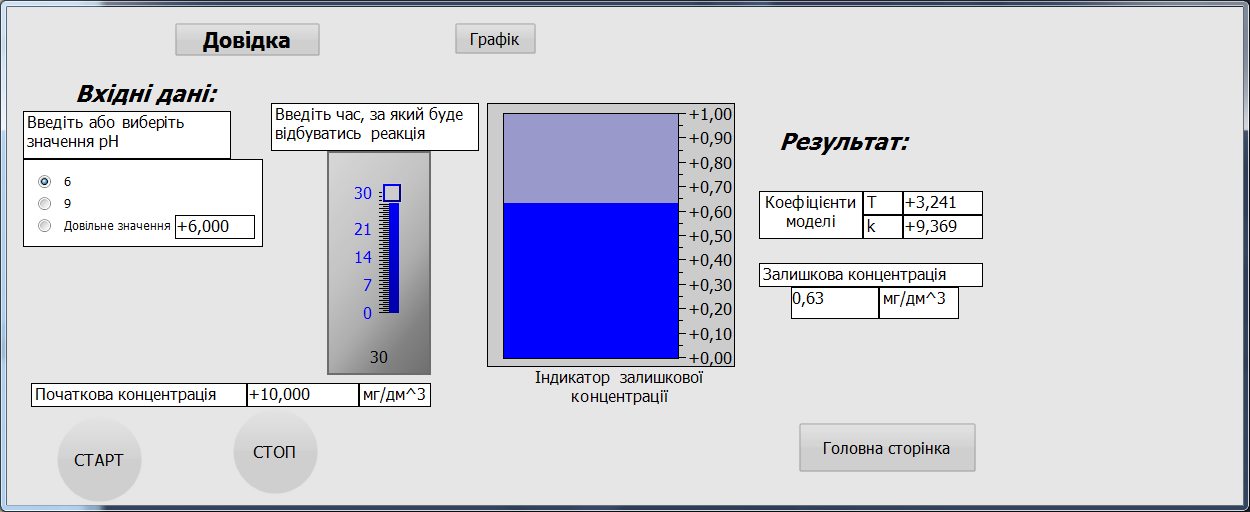 Довідка
Графік
Вхідні дані:
Введіть або виберіть
значення pH
6
9
Довільне значення +6,000
Введіть час, за який буде
відбуватись реакція
30
21
14
7
0
30
+1,00
+0,90
+0,80
+0,70
+0,60
+0,50
+0,40
+0,30
+0,20
+0,10
+0,00
Індикатор залишкової
концентрації
Результат:
Коефіцієнти
моделі
T +3,241
k +9,369
Залишкова концентрація
0,63 мг/дм^3
Початкова концентрація +10,000 мг/дм^3
СТАРТ
СТОП
Головна сторінка